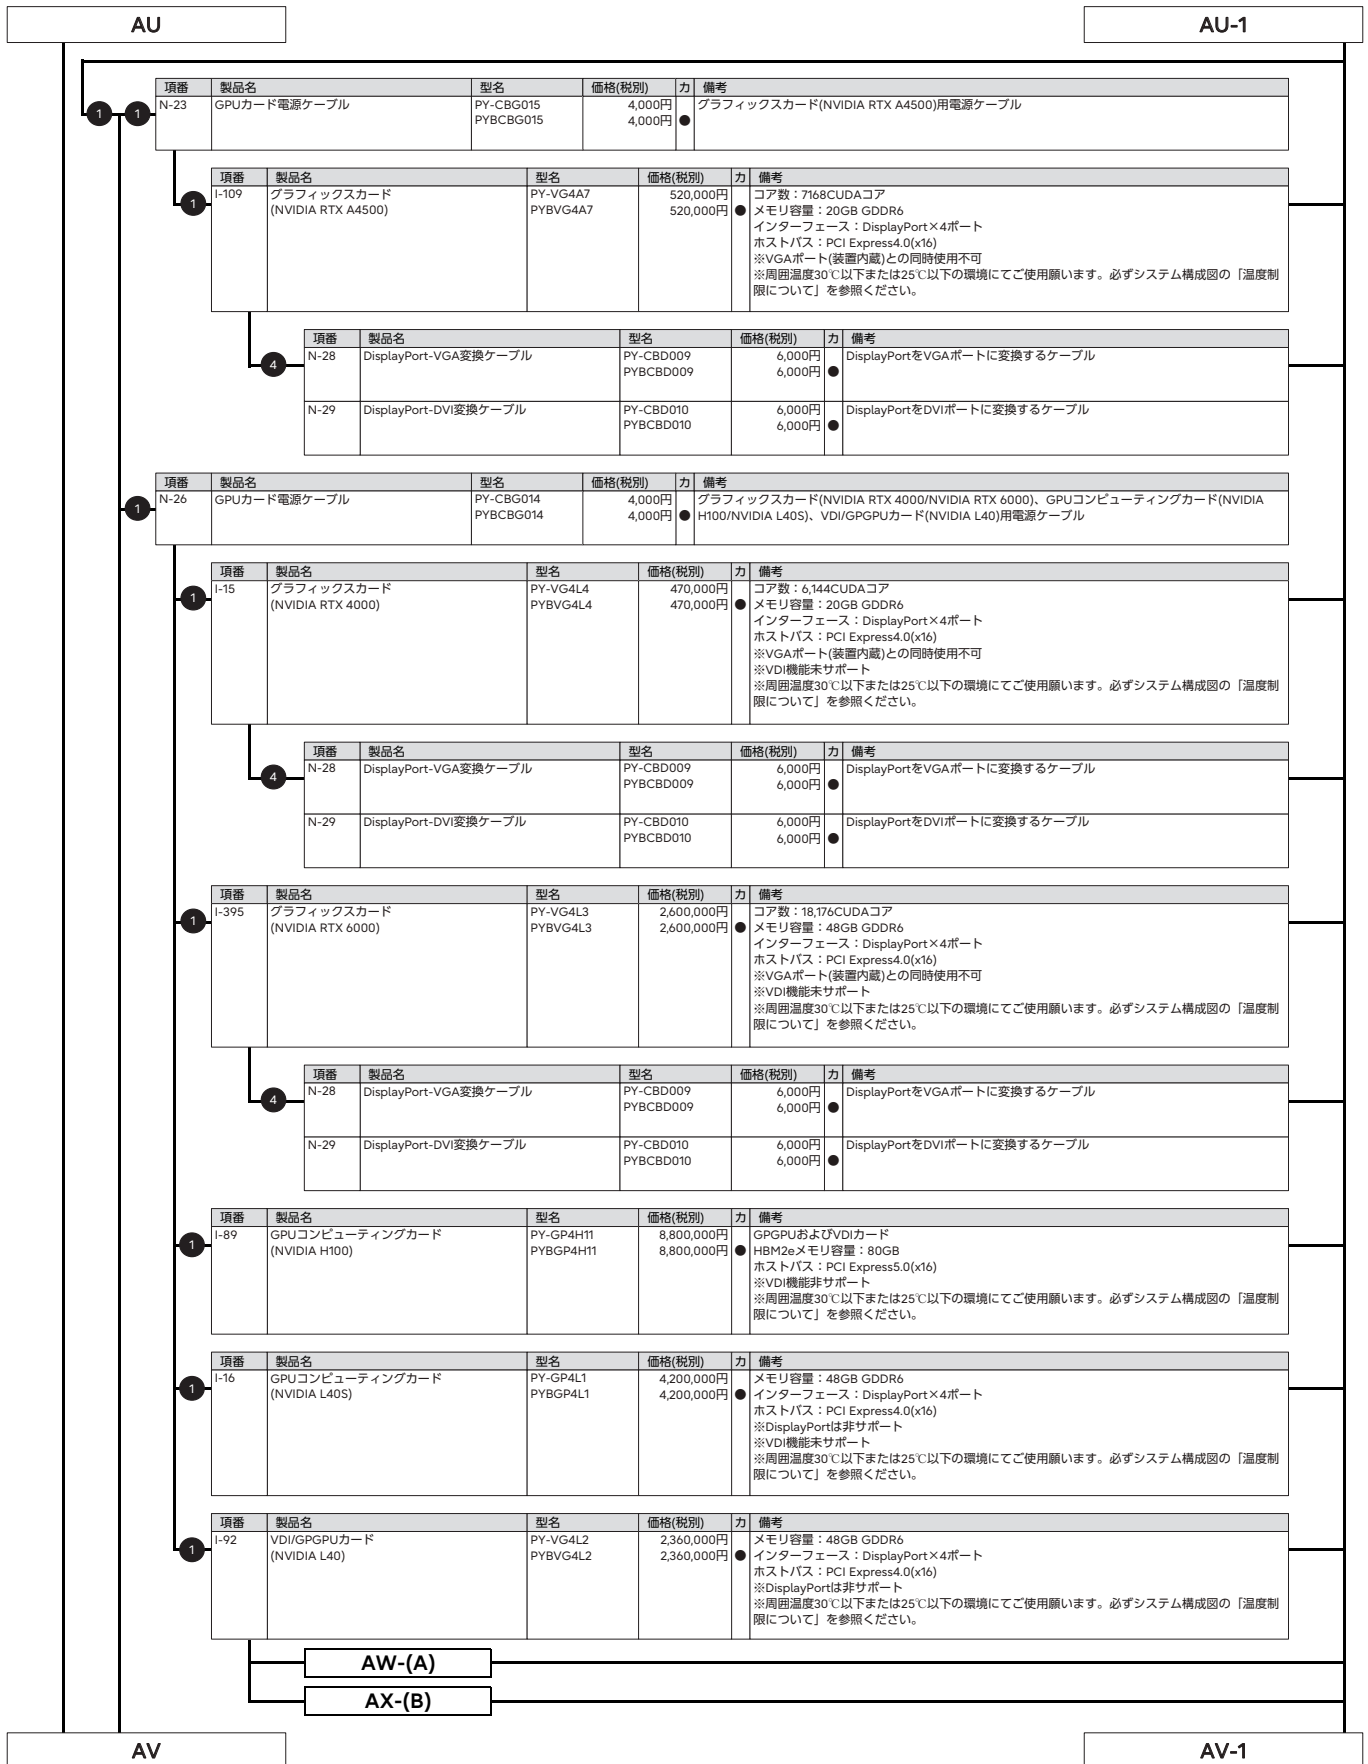 AU AU-1
項番 製品名 型名 価格(税別) カ 備考
1 1 N-23 GPUカード電源ケーブル PY-CBG015 4,000円 グラフィックスカード(NVIDIA RTX A4500)用電源ケーブル
PYBCBG015 4,000円 ●
項番 製品名 型名 価格(税別) カ 備考
1 I-109 グラフィックスカード PY-VG4A7 520,000円 コア数：7168CUDAコア
(NVIDIA RTX A4500) PYBVG4A7 520,000円 ● メモリ容量：20GB GDDR6
インターフェース：DisplayPort×4ポート
ホストバス：PCI Express4.0(x16)
※VGAポート(装置内蔵)との同時使用不可
※周囲温度30℃以下または25℃以下の環境にてご使用願います。必ずシステム構成図の「温度制
限について」を参照ください。
項番 製品名 型名 価格(税別) カ 備考
4 N-28 DisplayPort-VGA変換ケーブル PY-CBD009 6,000円 DisplayPortをVGAポートに変換するケーブル
PYBCBD009 6,000円 ●
N-29 DisplayPort-DVI変換ケーブル PY-CBD010 6,000円 DisplayPortをDVIポートに変換するケーブル
PYBCBD010 6,000円 ●
項番 製品名 型名 価格(税別) カ 備考
1 N-26 GPUカード電源ケーブル PY-CBG014 4,000円 グラフィックスカード(NVIDIA RTX 4000/NVIDIA RTX 6000)、GPUコンピューティングカード(NVIDIA
PYBCBG014 4,000円 ● H100/NVIDIA L40S)、VDI/GPGPUカード(NVIDIA L40)用電源ケーブル
項番 製品名 型名 価格(税別) カ 備考
1 I-15 グラフィックスカード PY-VG4L4 470,000円 コア数：6,144CUDAコア
(NVIDIA RTX 4000) PYBVG4L4 470,000円 ● メモリ容量：20GB GDDR6
インターフェース：DisplayPort×4ポート
ホストバス：PCI Express4.0(x16)
※VGAポート(装置内蔵)との同時使用不可
※VDI機能未サポート
※周囲温度30℃以下または25℃以下の環境にてご使用願います。必ずシステム構成図の「温度制
限について」を参照ください。
項番 製品名 型名 価格(税別) カ 備考
4 N-28 DisplayPort-VGA変換ケーブル PY-CBD009 6,000円 DisplayPortをVGAポートに変換するケーブル
PYBCBD009 6,000円 ●
N-29 DisplayPort-DVI変換ケーブル PY-CBD010 6,000円 DisplayPortをDVIポートに変換するケーブル
PYBCBD010 6,000円 ●
項番 製品名 型名 価格(税別) カ 備考
1 I-395 グラフィックスカード PY-VG4L3 2,600,000円 コア数：18,176CUDAコア
(NVIDIA RTX 6000) PYBVG4L3 2,600,000円 ● メモリ容量：48GB GDDR6
インターフェース：DisplayPort×4ポート
ホストバス：PCI Express4.0(x16)
※VGAポート(装置内蔵)との同時使用不可
※VDI機能未サポート
※周囲温度30℃以下または25℃以下の環境にてご使用願います。必ずシステム構成図の「温度制
限について」を参照ください。
項番 製品名 型名 価格(税別) カ 備考
4 N-28 DisplayPort-VGA変換ケーブル PY-CBD009 6,000円 DisplayPortをVGAポートに変換するケーブル
PYBCBD009 6,000円 ●
N-29 DisplayPort-DVI変換ケーブル PY-CBD010 6,000円 DisplayPortをDVIポートに変換するケーブル
PYBCBD010 6,000円 ●
項番 製品名 型名 価格(税別) カ 備考
1 I-89 GPUコンピューティングカード PY-GP4H11 8,800,000円 GPGPUおよびVDIカード
(NVIDIA H100) PYBGP4H11 8,800,000円 ● HBM2eメモリ容量：80GB
ホストバス：PCI Express5.0(x16)
※VDI機能非サポート
※周囲温度30℃以下または25℃以下の環境にてご使用願います。必ずシステム構成図の「温度制
限について」を参照ください。
項番 製品名 型名 価格(税別) カ 備考
1 I-16 GPUコンピューティングカード PY-GP4L1 4,200,000円 メモリ容量：48GB GDDR6
(NVIDIA L40S) PYBGP4L1 4,200,000円 ● インターフェース：DisplayPort×4ポート
ホストバス：PCI Express4.0(x16)
※DisplayPortは非サポート
※VDI機能未サポート
※周囲温度30℃以下または25℃以下の環境にてご使用願います。必ずシステム構成図の「温度制
限について」を参照ください。
項番 製品名 型名 価格(税別) カ 備考
1 I-92 VDI/GPGPUカード PY-VG4L2 2,360,000円 メモリ容量：48GB GDDR6
(NVIDIA L40) PYBVG4L2 2,360,000円 ● インターフェース：DisplayPort×4ポート
ホストバス：PCI Express4.0(x16)
※DisplayPortは非サポート
※周囲温度30℃以下または25℃以下の環境にてご使用願います。必ずシステム構成図の「温度制
限について」を参照ください。
AW-(A)
AX-(B)
AV AV-1